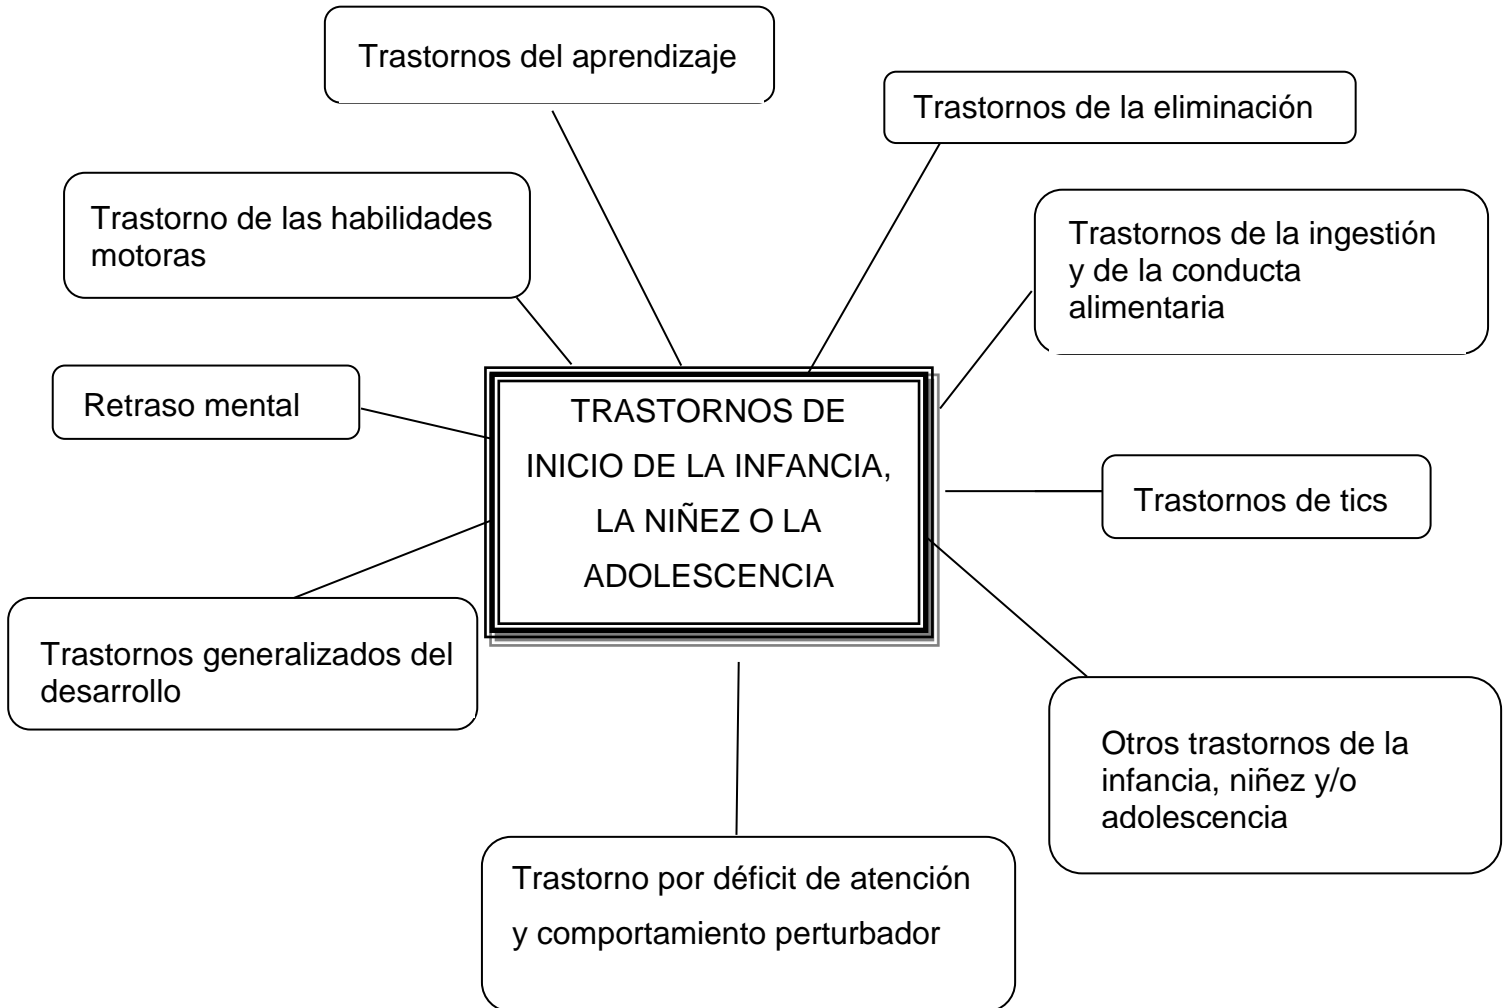 Trastornos del aprendizaje
Trastornos de la eliminación
Trastorno de las habilidades
motoras
Trastornos de la ingestión
y de la conducta
alimentaria
Retraso mental
TRASTORNOS DE
INICIO DE LA INFANCIA,
LA NIÑEZ O LA
ADOLESCENCIA
Trastornos de tics
Trastornos generalizados del
desarrollo
Otros trastornos de la
infancia, niñez y/o
adolescencia
Trastorno por déficit de atención
y comportamiento perturbador